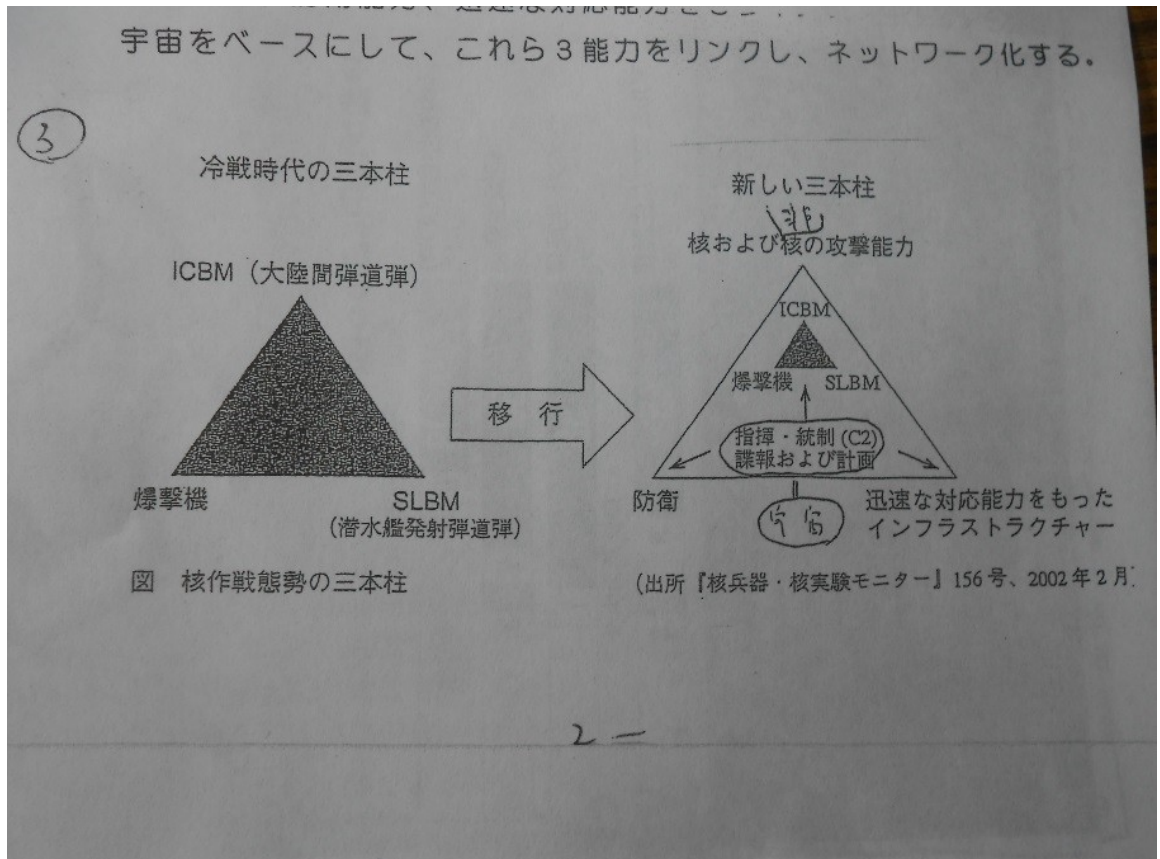 宇宙をベースにして、これら3能力をリンクし、ネットワーク化する.
3
冷戦時代の三本柱
ICBM(大陸間弾道弾)
爆撃機
SLBM
(潜水艦発射弾道弾)
移 行
新しい三本柱
非
核および核の攻撃能力
ICBM
爆撃機 SLBM
指揮・統制(C2)
諜報および計画
防衛
宇宙
迅速な対応能力をもった
インフラストラクチャー
図 核作戦態勢の三本柱
(出所『核兵器・核実験モニター』156号、2002年2月
2 —